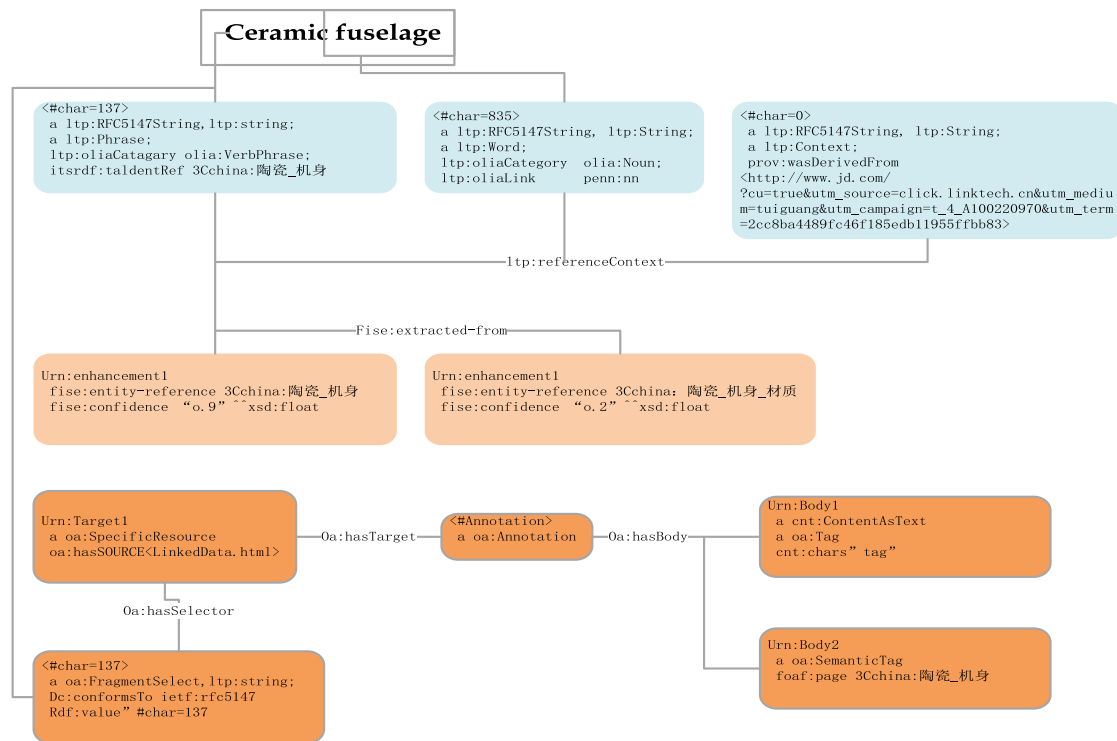 Ceramic fuselage
<#char=137>
a ltp:RFC5147String,ltp:string;
a ltp:Phrase;
ltp:oliaCatagary olia:VerbPhrase;
itsrdf:taldentRef 3Cchina:陶瓷_机身
<#char=835>
a ltp:RFC5147String, ltp:String;
a ltp:Word;
ltp:oliaCategory olia:Noun;
ltp:oliaLink penn:nn
<#char=0>
a ltp:RFC5147String, ltp:String;
a ltp:Context;
prov:wasDerivedFrom
<http://www.jd.com/
?cu=true&utm_source=click.linktech.cn&utm_mediu
m=tuiguang&utm_campaign=t_4_A100220970&utm_term
=2cc8ba4489fc46f185edb11955ffbb83>
ltp:referenceContext
Fise:extracted-from
Urn:enhancement1
fise:entity-reference 3Cchina:陶瓷_机身
fise:confidence “o.9”^^xsd:float
Urn:enhancement1
fise:entity-reference 3Cchina：陶瓷_机身_材质
fise:confidence “o.2”^^xsd:float
Urn:Target1
a oa:SpecificResource
oa:hasSOURCE<LinkedData.html>
Oa:hasTarget
<#Annotation>
a oa:Annotation
Oa:hasBody
Urn:Body1
a cnt:ContentAsText
a oa:Tag
cnt:chars”tag”
Oa:hasSelector
<#char=137>
a oa:FragmentSelect,ltp:string;
Dc:conformsTo ietf:rfc5147
Rdf:value”#char=137
Urn:Body2
a oa:SemanticTag
foaf:page 3Cchina:陶瓷_机身